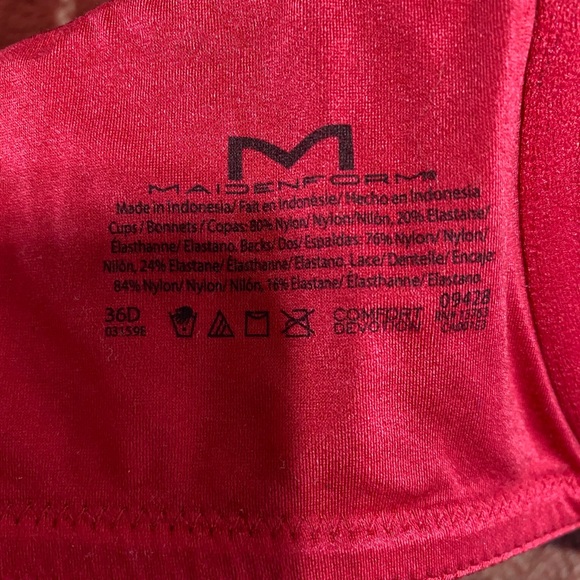 M
MAIDENFORM®
Made in Indonesia/ Fait en Indonésie/ Hecho en Indonesia
Cups / Bonnets / Copas: 80% Nylon/ Nylon/Nilón, 20% Elastane/
Élasthanne/ Elastano. Backs/ Dos/ Espaldas: 76% Nylon/ Nylon/
Nilón, 24% Elastane/ Élasthanne/ Elastano. Lace/ Dentelle/ Encaje:
84% Nylon/ Nylon/ Nilón, 16% Elastane/ Élasthanne/ Elastano.
36D COMFORT 09428
03159E DEVOTION